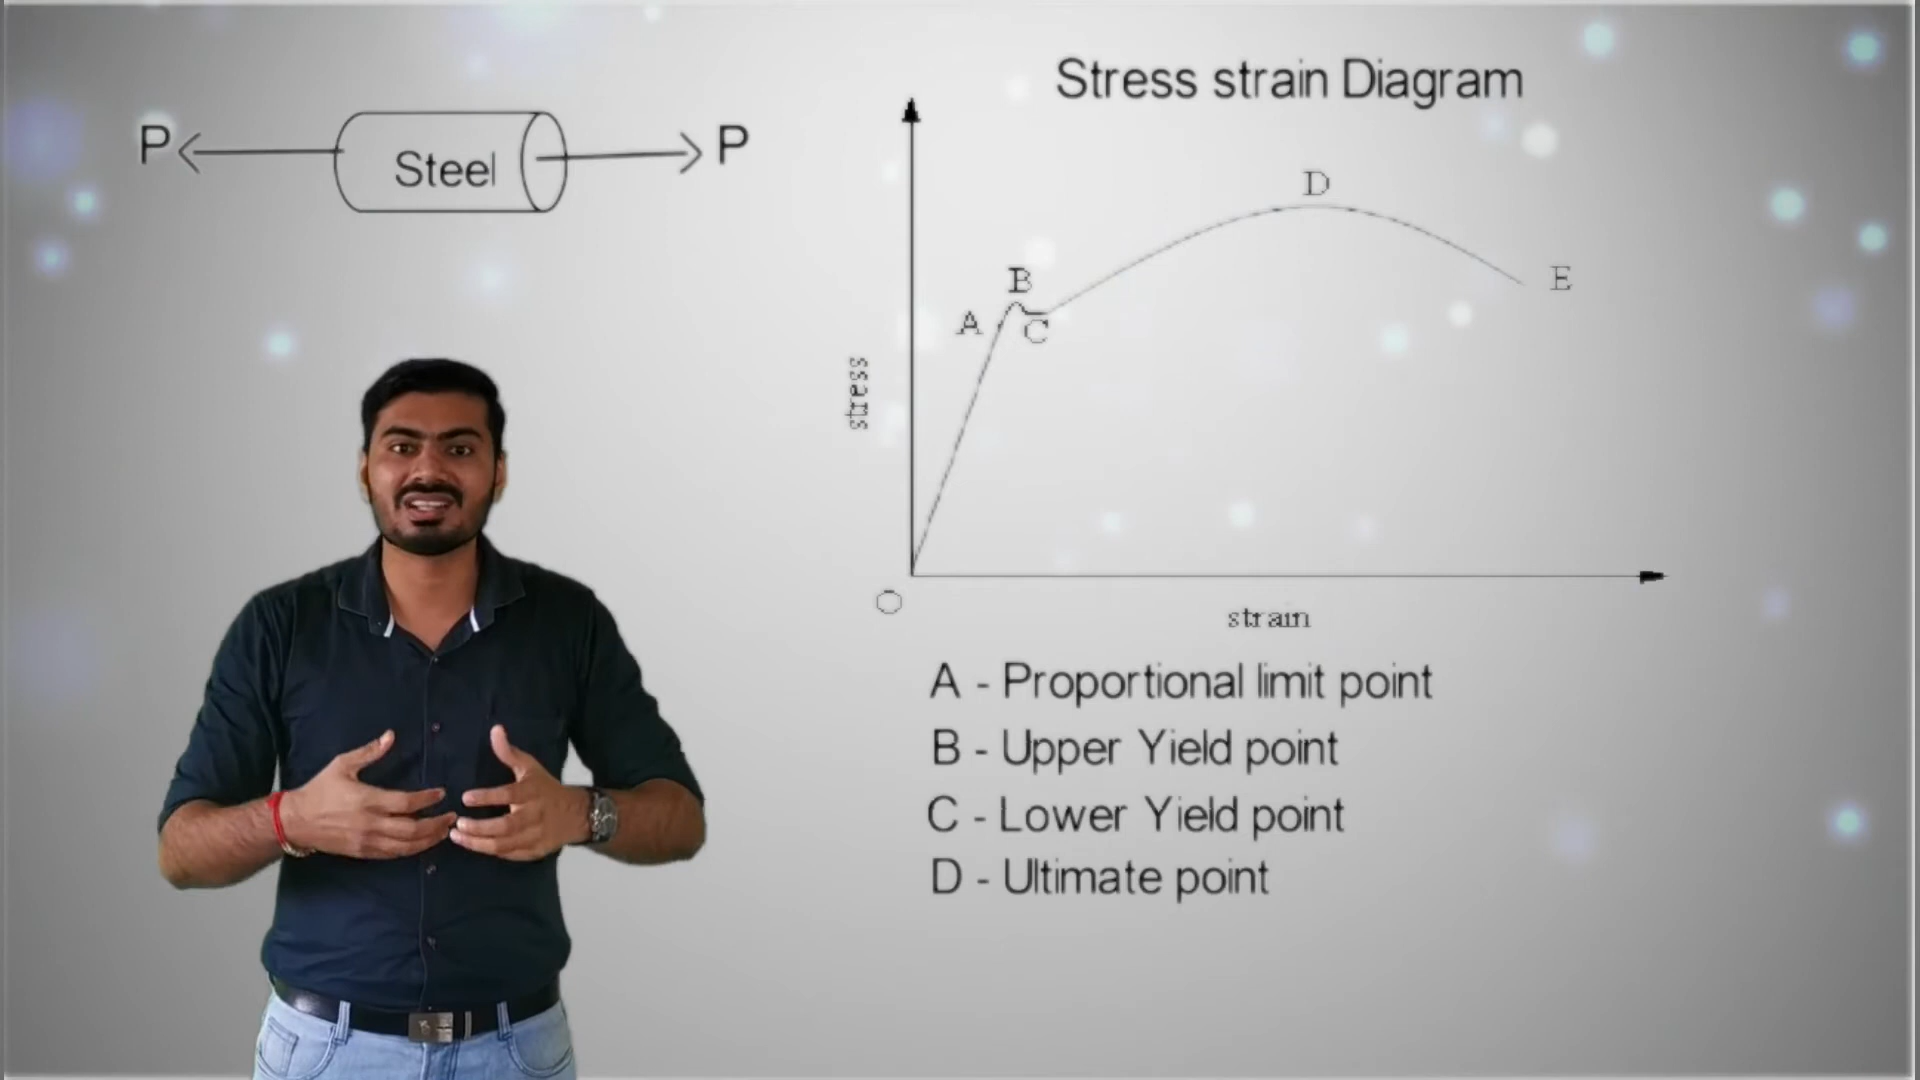 Stress strain Diagram
P
Steel
P
D
B
E
A
C
stress
O
strain
A - Proportional limit point
B - Upper Yield point
C - Lower Yield point
D - Ultimate point